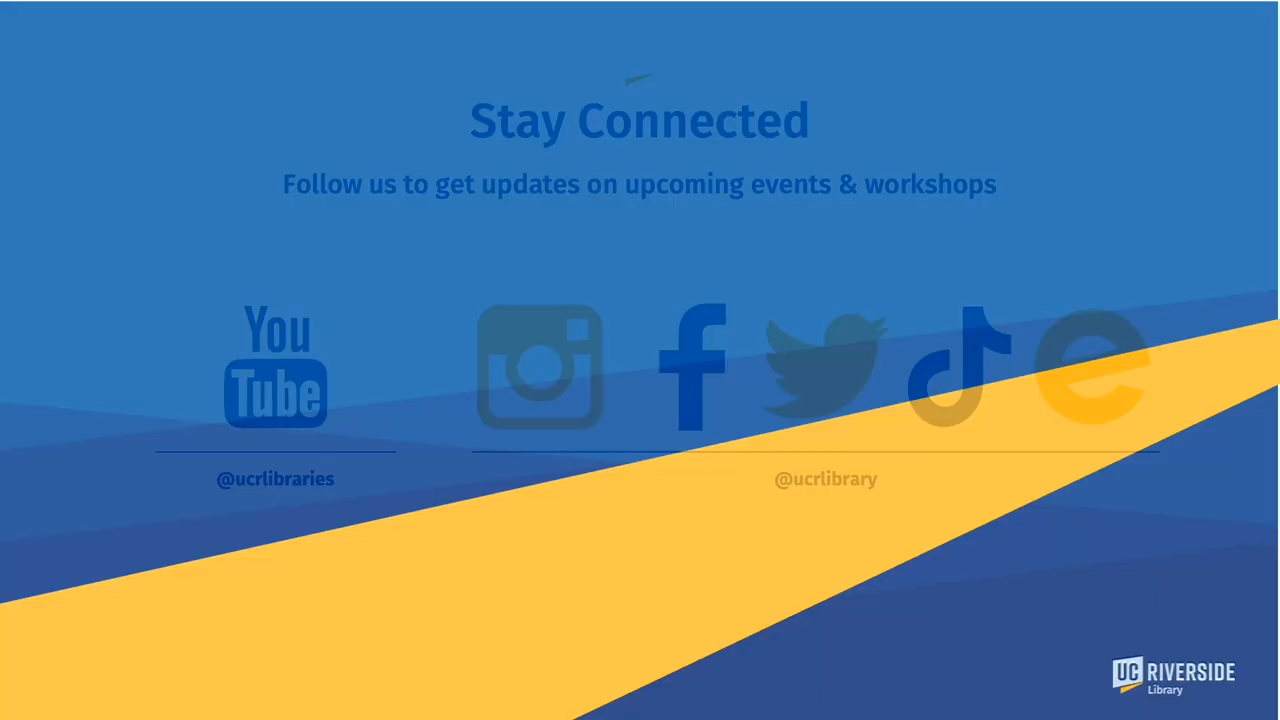 Stay Connected
Follow us to get updates on upcoming events & workshops
You
Tube
@ucrlibraries
@ucrlibrary
UC RIVERSIDE
Library